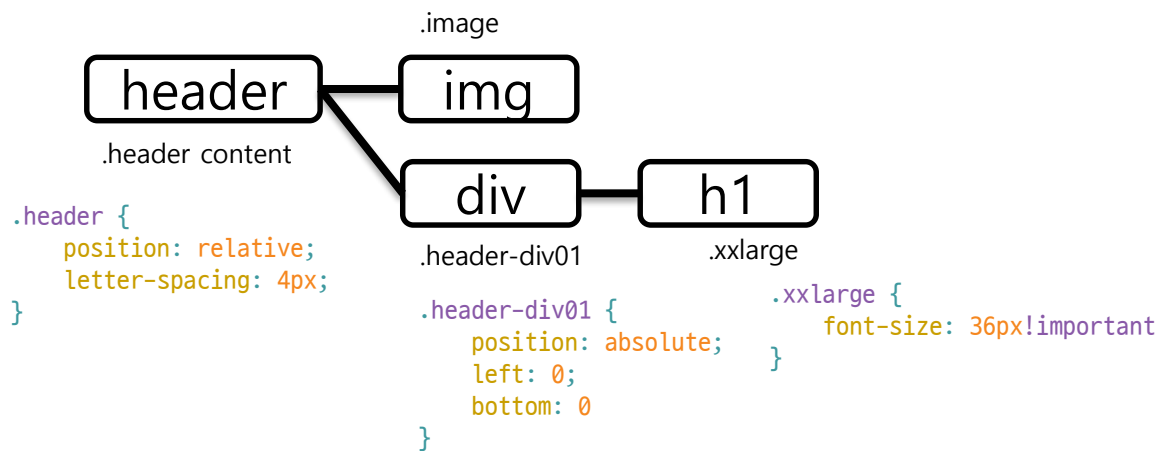 .image
header
img
.header content
div
h1
.header-div01
.xxlarge
.header {
    position: relative;
    letter-spacing: 4px;
}
.header-div01 {
    position: absolute;
    left: 0;
    bottom: 0
}
.xxlarge {
    font-size: 36px!important
}